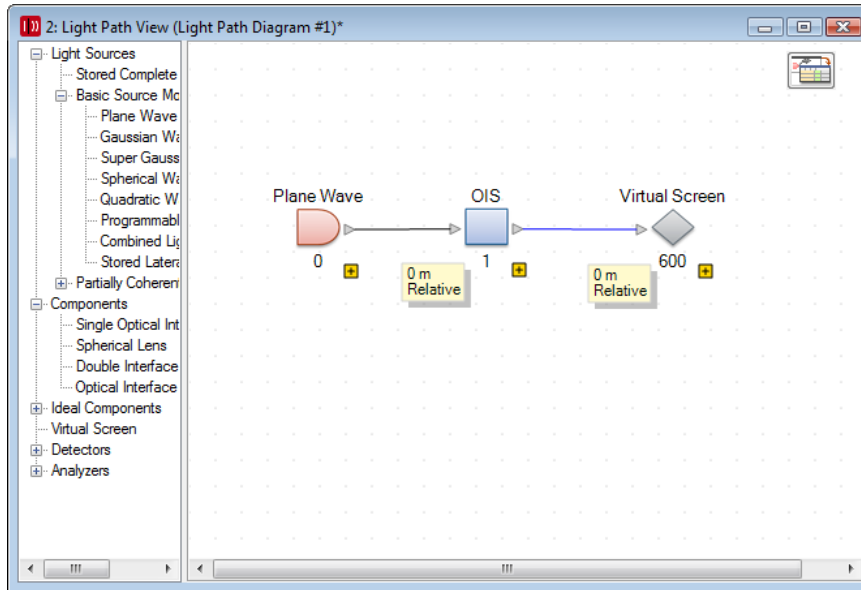 2: Light Path View (Light Path Diagram #1)*
Light Sources
Stored Complete
Basic Source Mo
Plane Wave
Gaussian Wa
Super Gauss
Spherical Wa
Quadratic W
Programmabl
Combined Lig
Stored Latera
Partially Coheren
Components
Single Optical Int
Spherical Lens
Double Interface
Optical Interface
Ideal Components
Virtual Screen
Detectors
Analyzers
Plane Wave
OIS
Virtual Screen
0
1
600
0 m
Relative
0 m
Relative